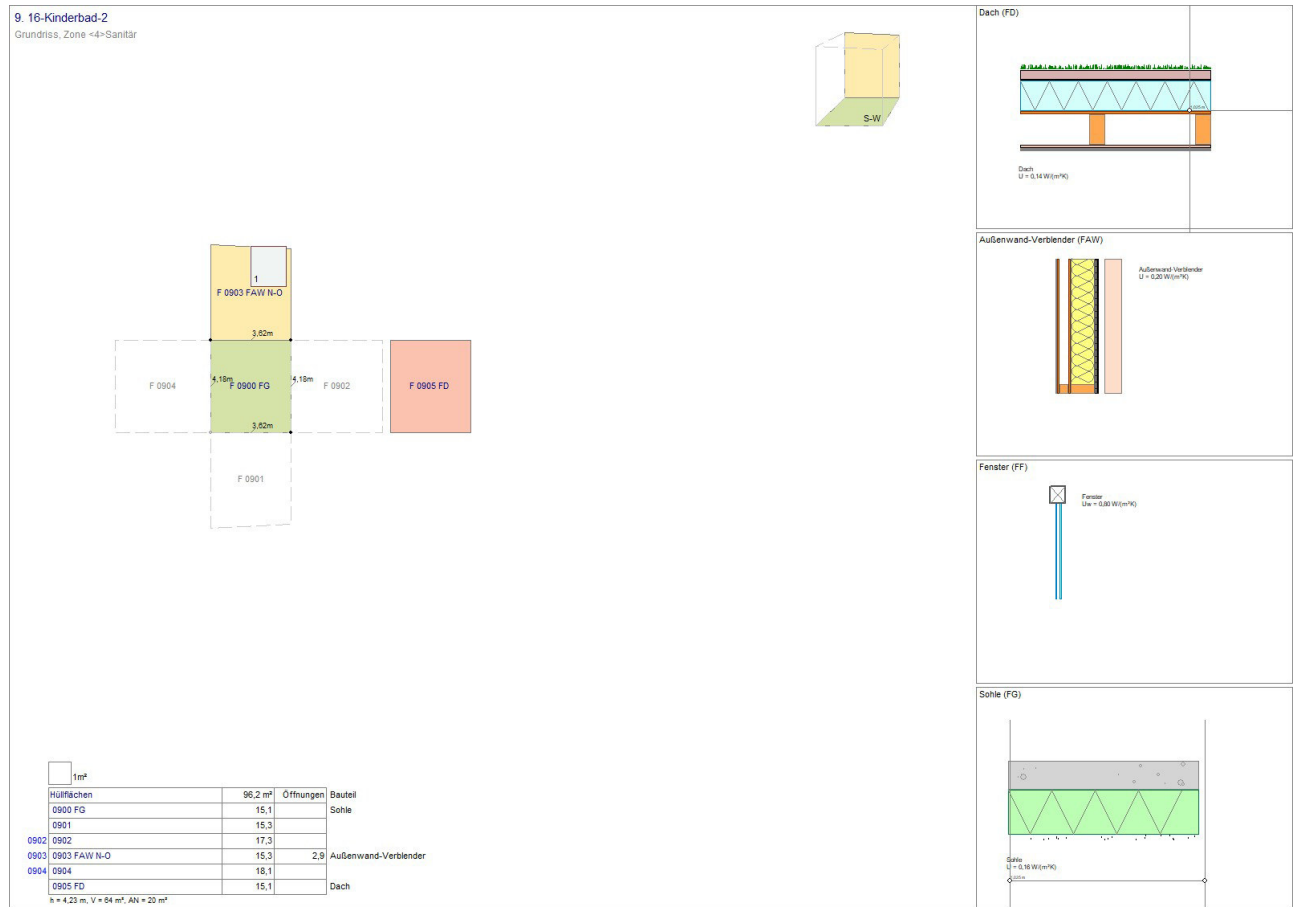 9. 16-Kinderbad-2
Grundriss, Zone <4>Sanitär
S-W
1
F 0903 FAW N-O
3,62m
F 0904
4,18m
F 0900 FG
4,18m
F 0902
F 0905 FD
3,62m
F 0901
1m²
Hüllflächen 96,2 m² Öffnungen Bauteil
0900 FG 15,1 Sohle
0901 15,3
0902 0902 17,3
0903 0903 FAW N-O 15,3 2,9 Außenwand-Verblender
0904 0904 18,1
0905 FD 15,1 Dach
h = 4,23 m, V = 64 m³, AN = 20 m²
Dach (FD)
Dach
U = 0,14 W/(m²K)
Außenwand-Verblender (FAW)
Außenwand-Verblender
U = 0,20 W/(m²K)
Fenster (FF)
Fenster
Uw = 0,80 W/(m²K)
Sohle (FG)
Sohle
U = 0,16 W/(m²K)